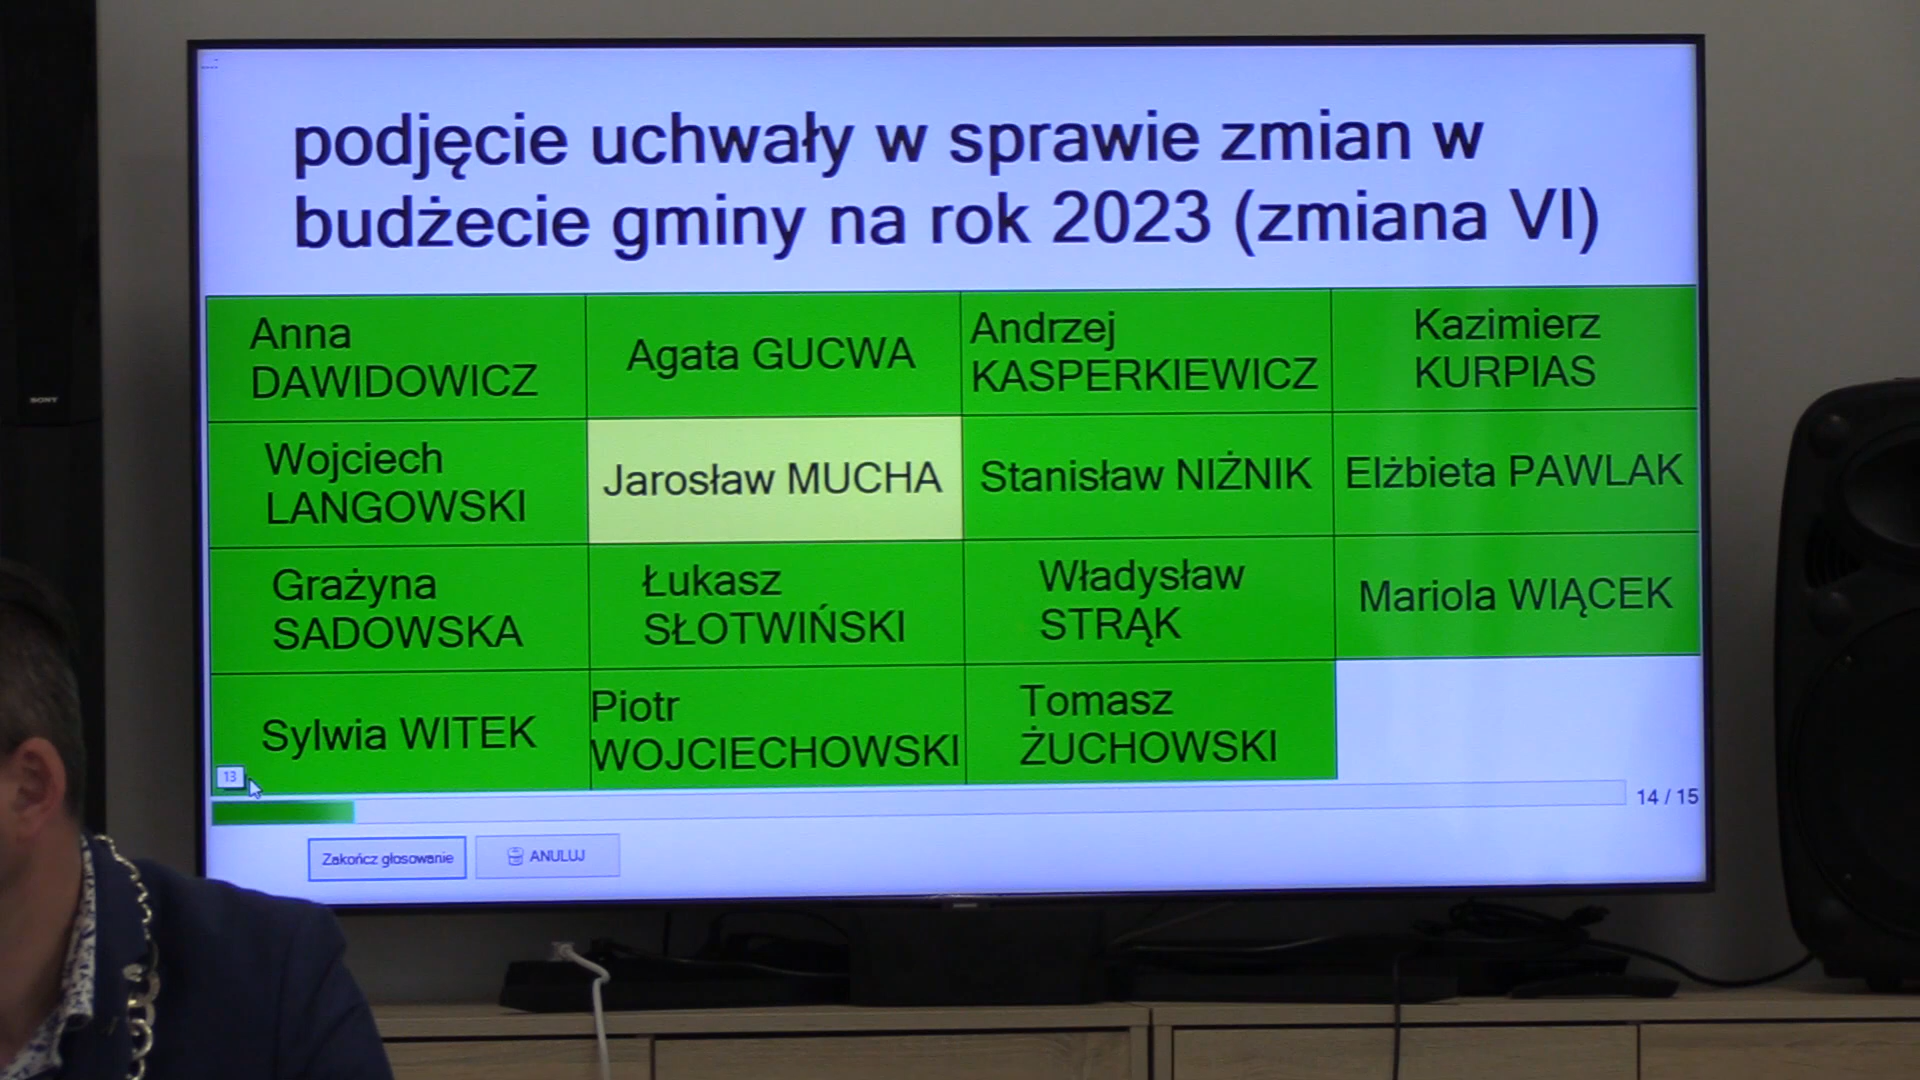 podjęcie uchwały w sprawie zmian w
budżecie gminy na rok 2023 (zmiana VI)
Anna
DAWIDOWICZ
Agata GUCWA
Andrzej
KASPERKIEWICZ
Kazimierz
KURPIAS
Wojciech
LANGOWSKI
Jarosław MUCHA
Stanisław NIŻNIK
Elżbieta PAWLAK
Grażyna
SADOWSKA
Łukasz
SŁOTWIŃSKI
Władysław
STRĄK
Mariola WIĄCEK
Sylwia WITEK
Piotr
WOJCIECHOWSKI
Tomasz
ŻUCHOWSKI
13
14 / 15
Zakończ głosowanie
ANULUJ
SONY